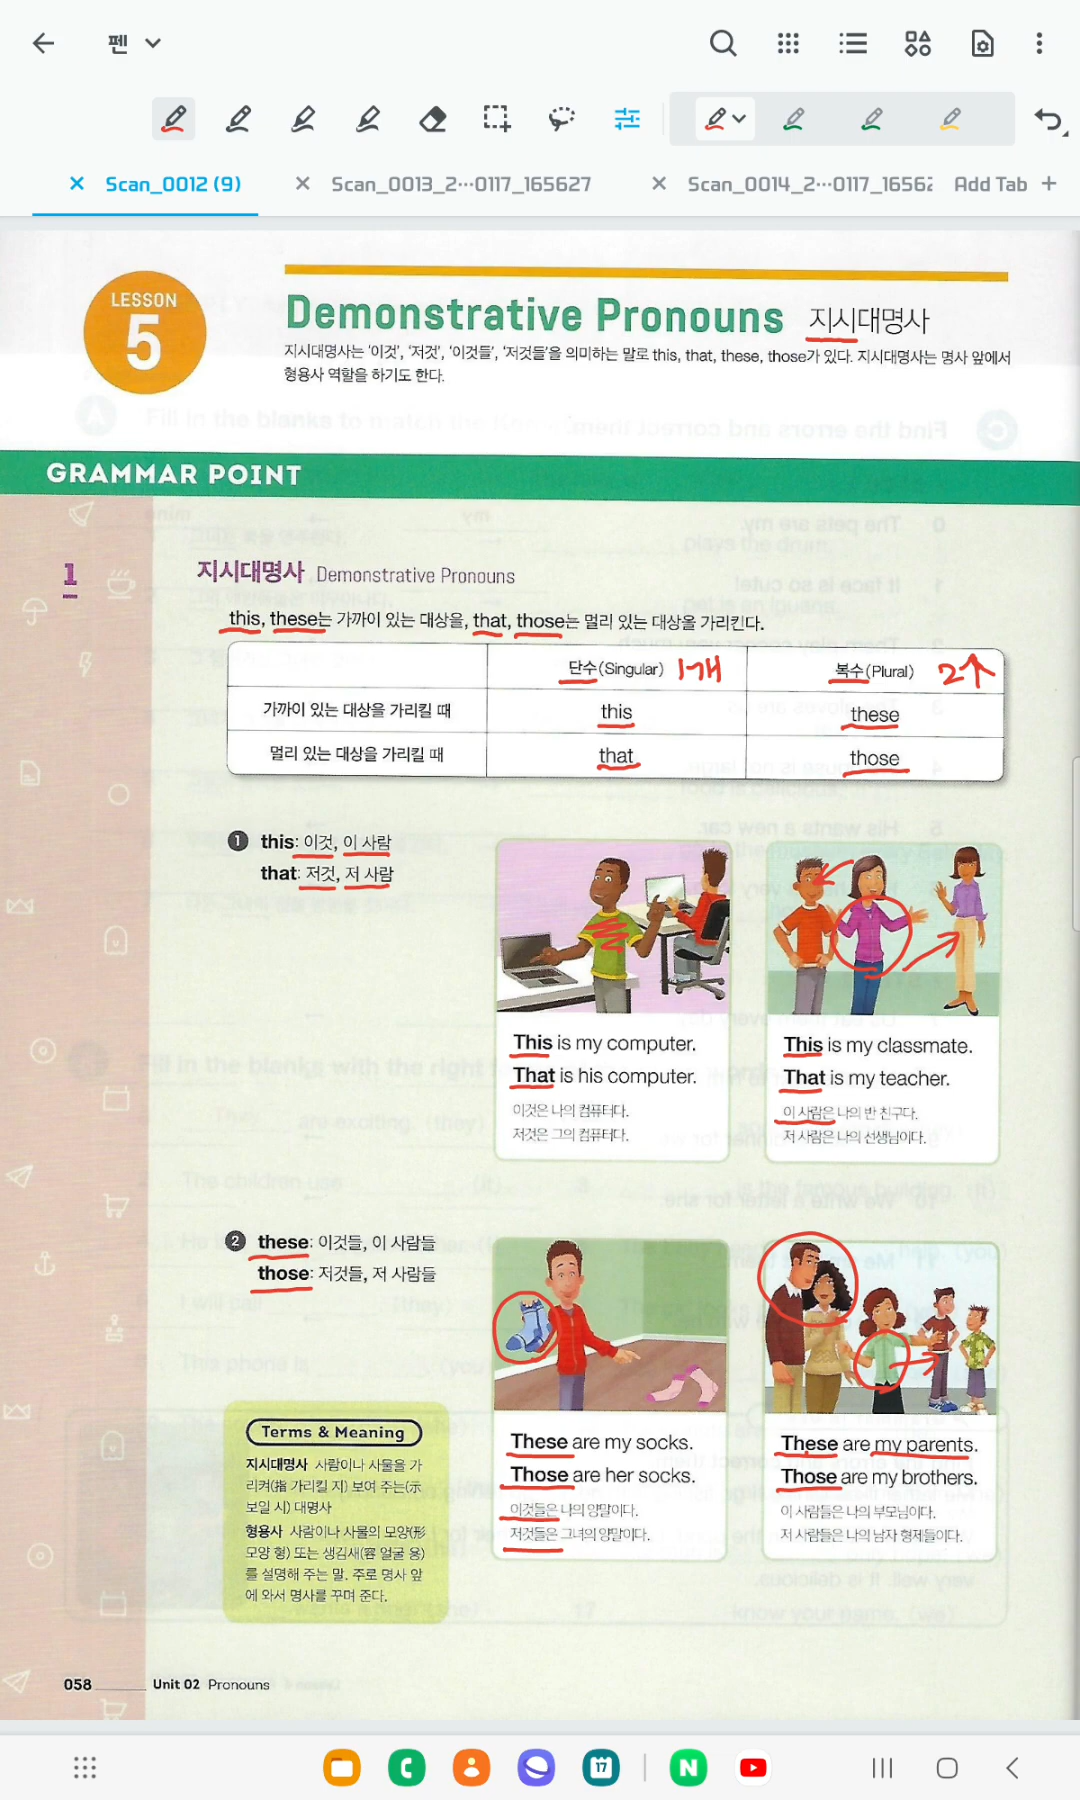 펜
Scan_0012 (9)
Scan_0013_2···0117_165627
Scan_0014_2···0117_1656
Add Tab +
LESSON
5
Demonstrative Pronouns 지시대명사
지시대명사는 '이것', '저것', '이것들', '저것들'을 의미하는 말로 this, that, these, those가 있다. 지시대명사는 명사 앞에서
형용사 역할을 하기도 한다.
GRAMMAR POINT
1
지시대명사 Demonstrative Pronouns
this, these는 가까이 있는 대상을, that, those는 멀리 있는 대상을 가리킨다.
단수(Singular) 1개
복수(Plural) 2个
가까이 있는 대상을 가리킬 때 this these
멀리 있는 대상을 가리킬 때 that those
1 this: 이것, 이 사람
that: 저것, 저 사람
This is my computer.
That is his computer.
이것은 나의 컴퓨터다.
저것은 그의 컴퓨터다.
This is my classmate.
That is my teacher.
이 사람은 나의 반 친구다.
저 사람은 나의 선생님이다.
2 these: 이것들, 이 사람들
those: 저것들, 저 사람들
These are my socks.
Those are her socks.
이것들은 나의 양말이다.
저것들은 그녀의 양말이다.
These are my parents.
Those are my brothers.
이 사람들은 나의 부모님이다.
저 사람들은 나의 남자 형제들이다.
Terms & Meaning
지시대명사 사람이나 사물을 가
리켜(指 가리킬 지) 보여 주는(示
보일 시) 대명사
형용사 사람이나 사물의 모양(形
모양 형) 또는 생김새(容 얼굴 용)
를 설명해 주는 말. 주로 명사 앞
에 와서 명사를 꾸며 준다.
058 Unit 02 Pronouns
17
N